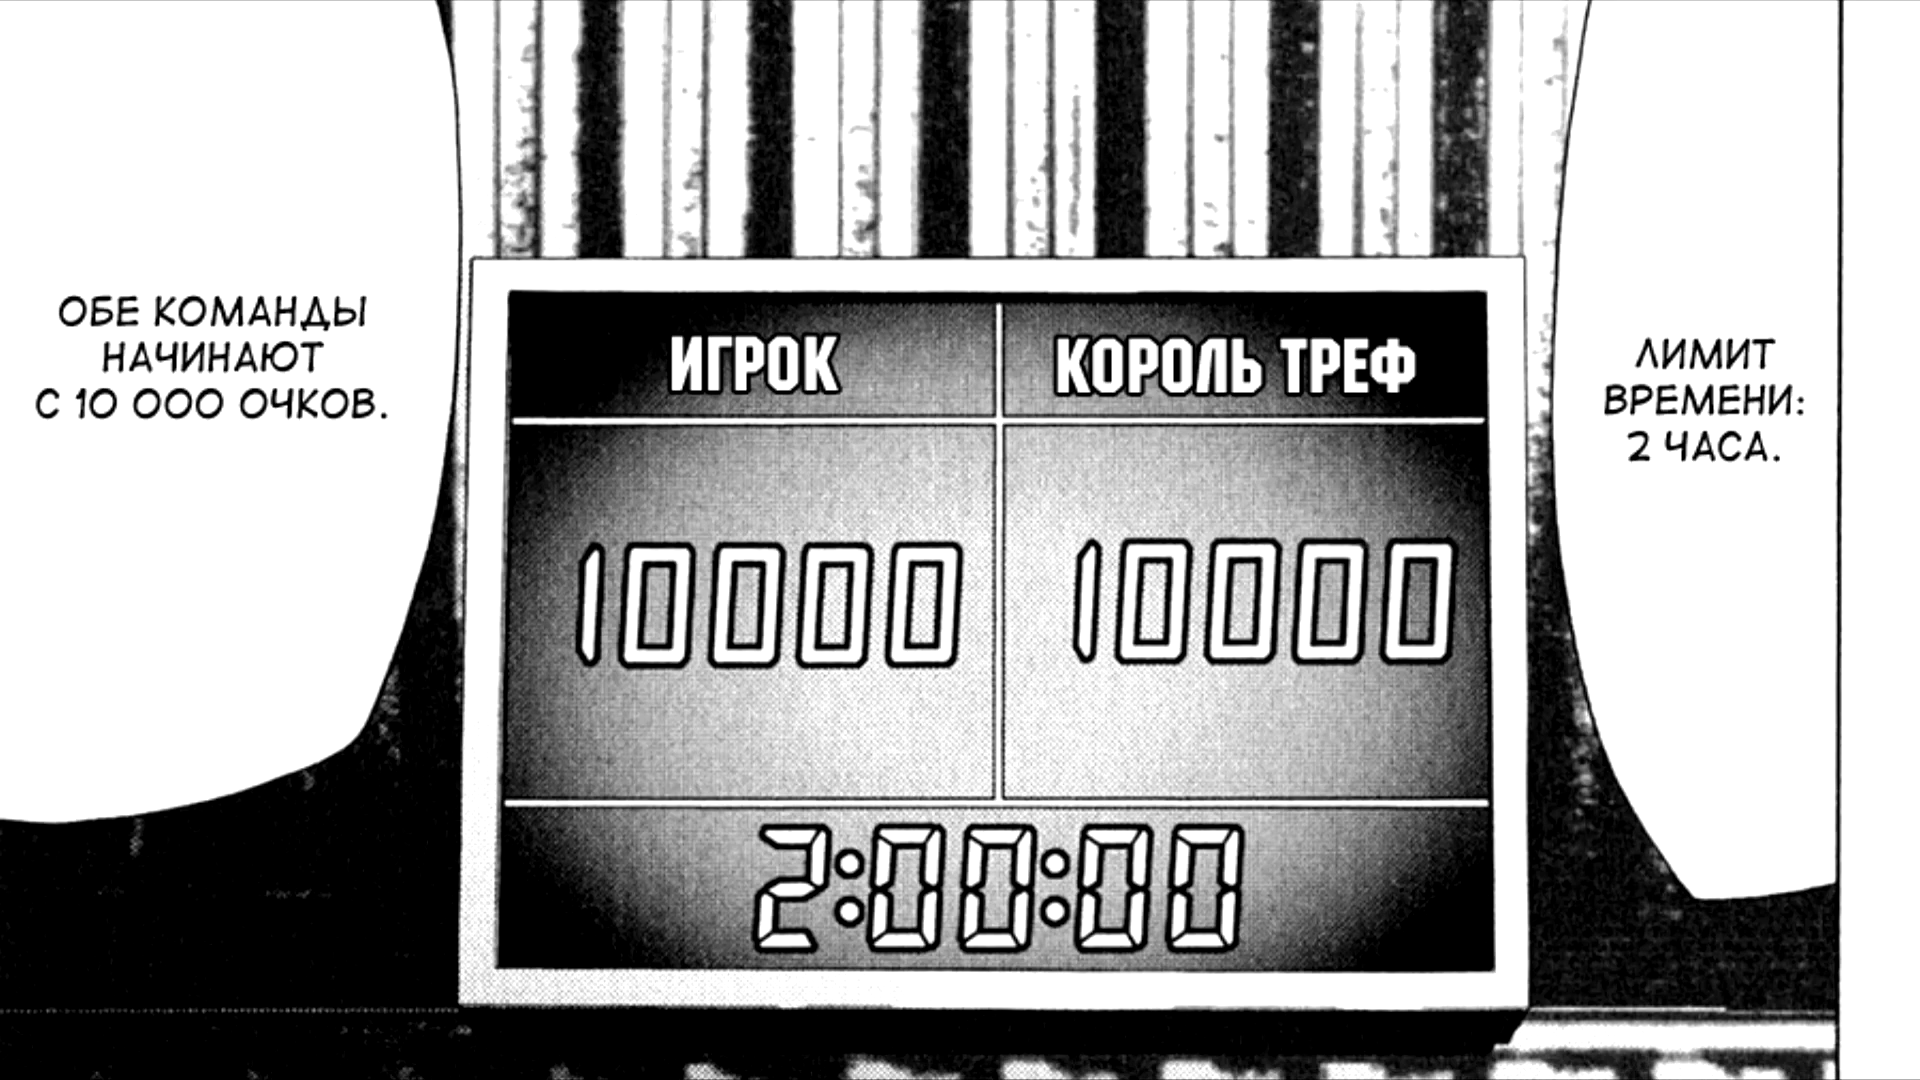 ЛИМИТ
ВРЕМЕНИ:
2 ЧАСА.
ОБЕ КОМАНДЫ
НАЧИНАЮТ
С 10 000 ОЧКОВ.
ИГРОК
КОРОЛЬ ТРЕФ
10000
10000
2:00:00